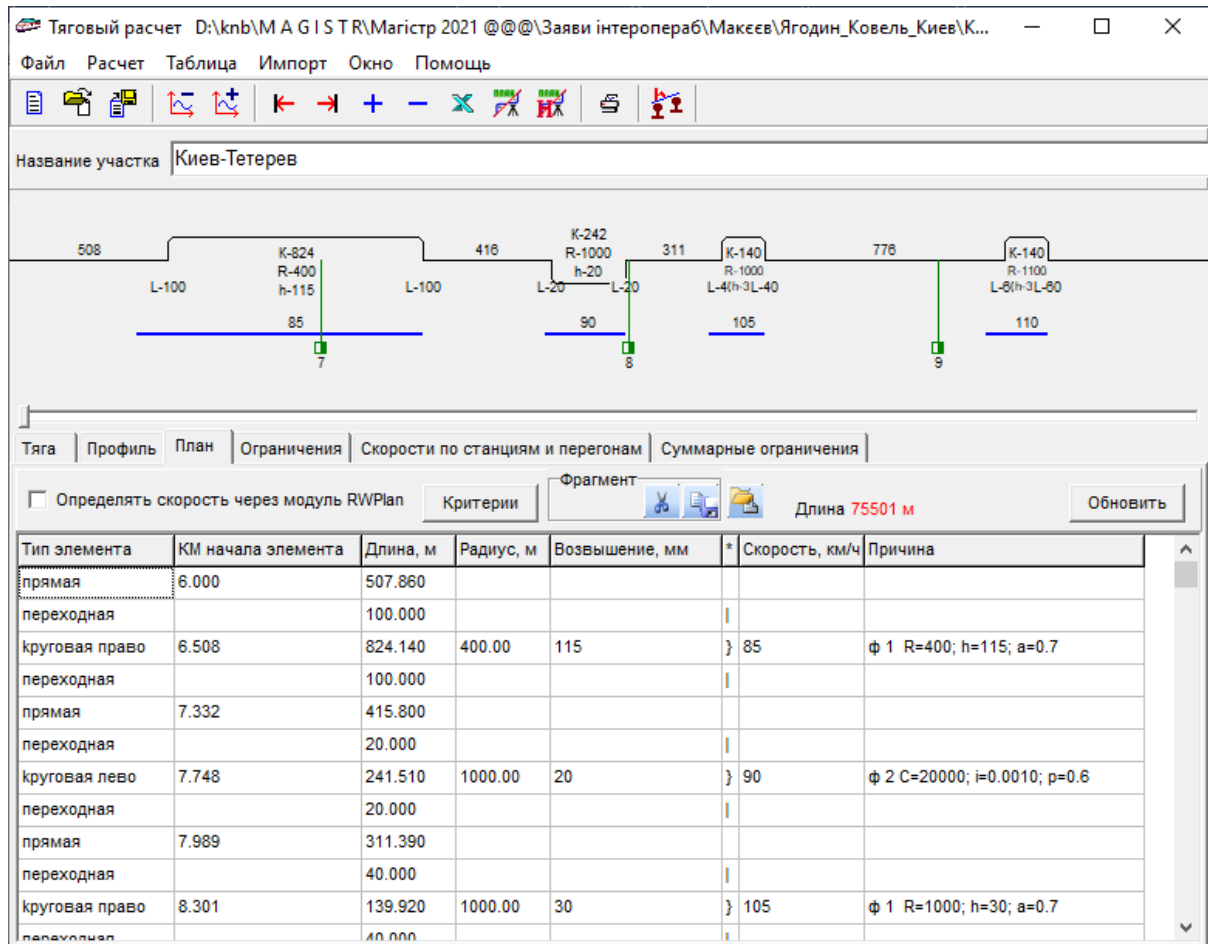 Тяговый расчет D:\knb\M A G I S T R\Магістр 2021 @@@\Заяви інтеропераб\Макєєв\Ягодин_Ковель_Киев\К...
Файл Расчет Таблица Импорт Окно Помощь
Название участка Киев-Тетерев
508 K-824 416 K-242 311 K-140 776 K-140
R-400 R-1000 R-1000 R-1100
L-100 h-115 L-100 L-20 h-20 L-20 L-4(h-3L-40 L-6(h-3L-60
85 90 105 110
7 8 9
Тяга Профиль План Ограничения Скорости по станциям и перегонам Суммарные ограничения
Определять скорость через модуль RWPlan Критерии Фрагмент Длина 75501 м Обновить
Тип элемента КМ начала элемента Длина, м Радиус, м Возвышение, мм * Скорость, км/ч Причина
прямая 6.000 507.860
переходная 100.000 |
круговая право 6.508 824.140 400.00 115 } 85 ф 1 R=400; h=115; a=0.7
переходная 100.000 |
прямая 7.332 415.800
переходная 20.000 |
круговая лево 7.748 241.510 1000.00 20 } 90 ф 2 C=20000; i=0.0010; p=0.6
переходная 20.000 |
прямая 7.989 311.390
переходная 40.000 |
круговая право 8.301 139.920 1000.00 30 } 105 ф 1 R=1000; h=30; a=0.7
переходная 40.000 |